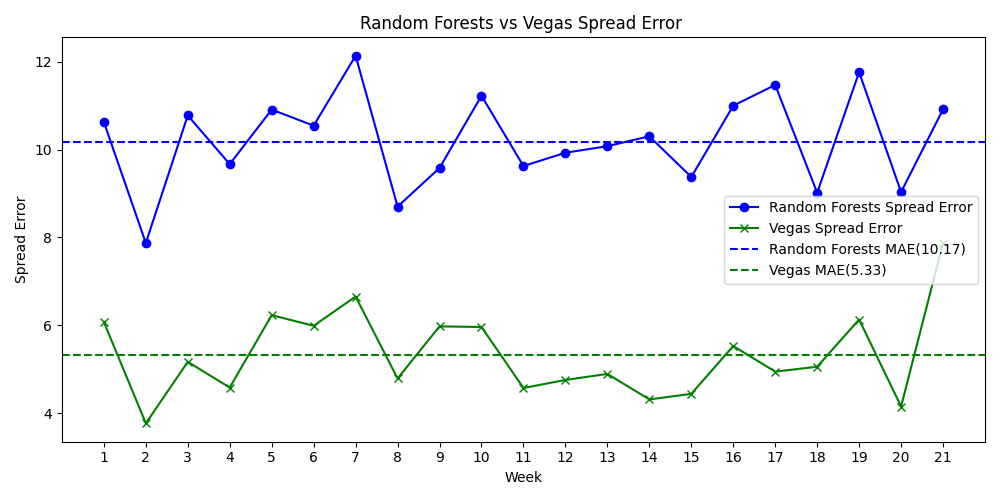 Random Forests vs Vegas Spread Error
12
10
8
6
4
Spread Error
Random Forests Spread Error
Vegas Spread Error
Random Forests MAE(10.17)
Vegas MAE(5.33)
1 2 3 4 5 6 7 8 9 10 11 12 13 14 15 16 17 18 19 20 21
Week